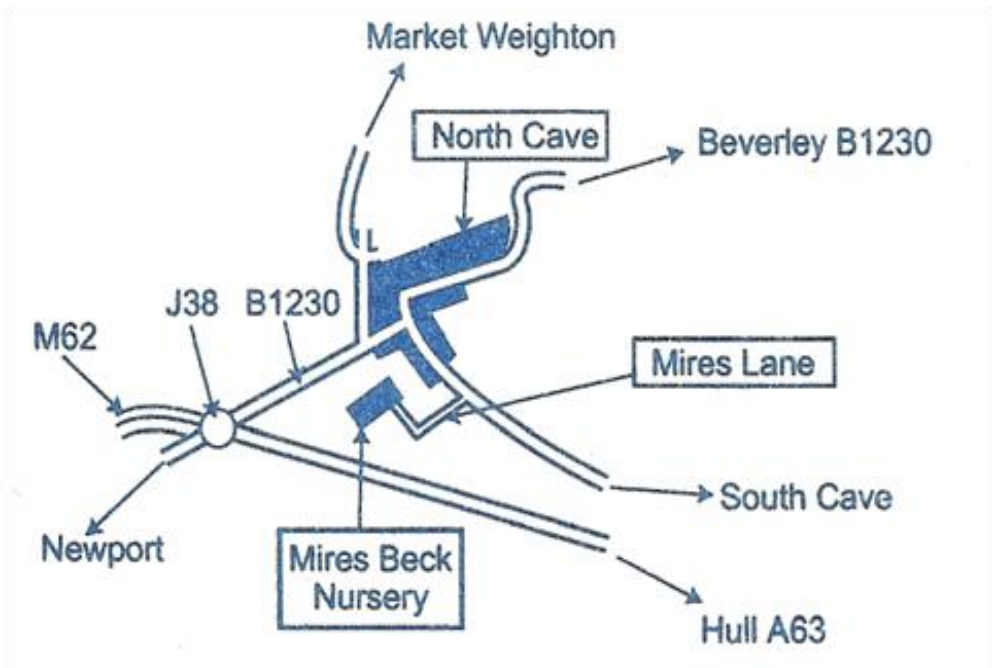 Market Weighton
North Cave
Beverley B1230
L
J38
B1230
M62
Mires Lane
South Cave
Newport
Mires Beck
Nursery
Hull A63